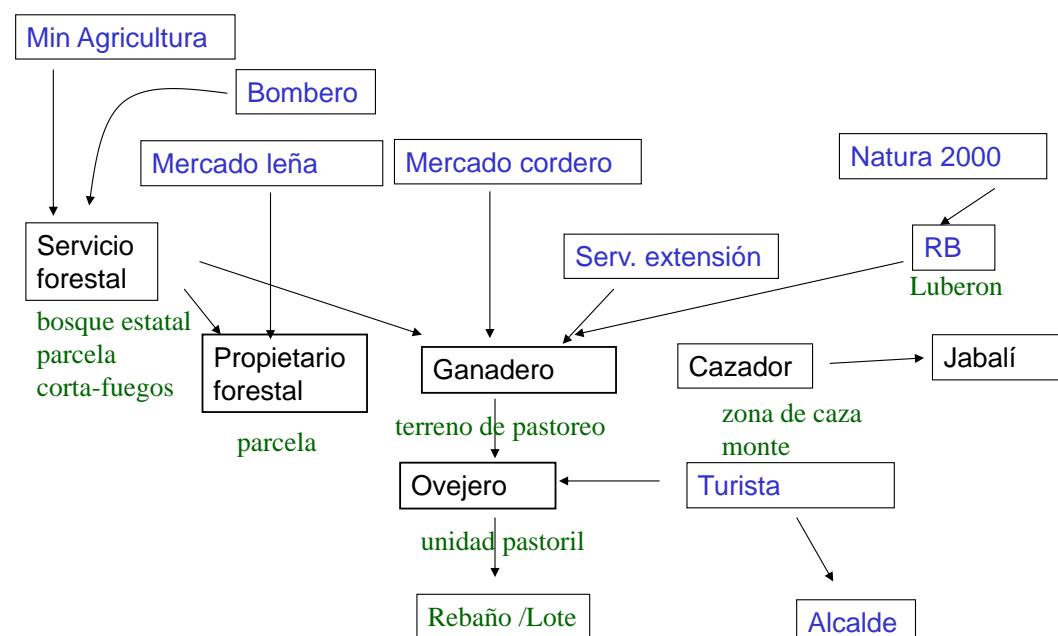 Min Agricultura
Bombero
Mercado leña
Mercado cordero
Natura 2000
Servicio
forestal
Serv. extensión
RB
Luberon
bosque estatal
parcela
corta-fuegos
Propietario
forestal
Ganadero
Cazador
Jabalí
parcela
terreno de pastoreo
zona de caza
monte
Ovejero
Turista
unidad pastoril
Rebaño /Lote
Alcalde